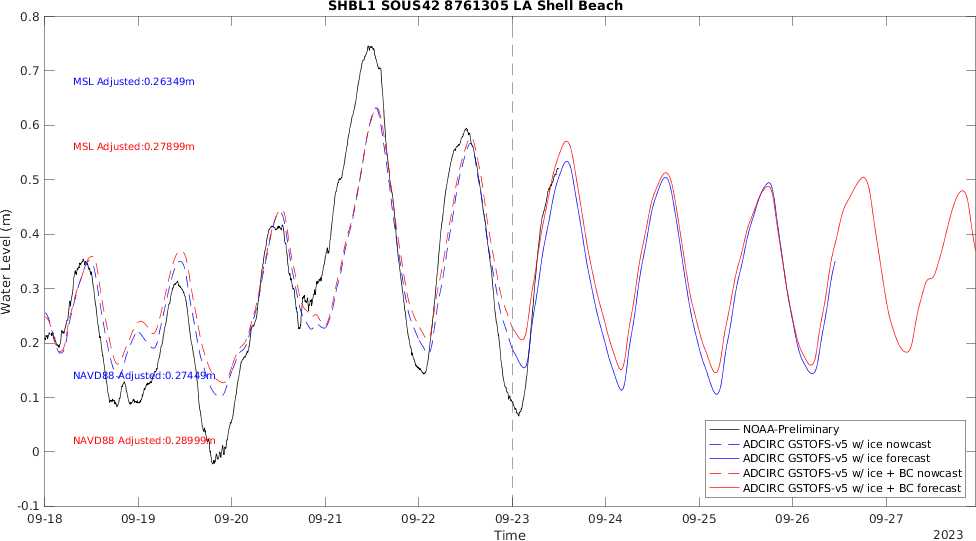 SHBL1 SOUS42 8761305 LA Shell Beach
0.8
0.7
0.6
0.5
0.4
0.3
0.2
0.1
0
-0.1
Water Level (m)
MSL Adjusted:0.26349m
MSL Adjusted:0.27899m
NAVD88 Adjusted:0.27449m
NAVD88 Adjusted:0.28999m
NOAA-Preliminary
ADCIRC GSTOFS-v5 w/ ice nowcast
ADCIRC GSTOFS-v5 w/ ice forecast
ADCIRC GSTOFS-v5 w/ ice + BC nowcast
ADCIRC GSTOFS-v5 w/ ice + BC forecast
09-18 09-19 09-20 09-21 09-22 09-23 09-24 09-25 09-26 09-27
Time
2023